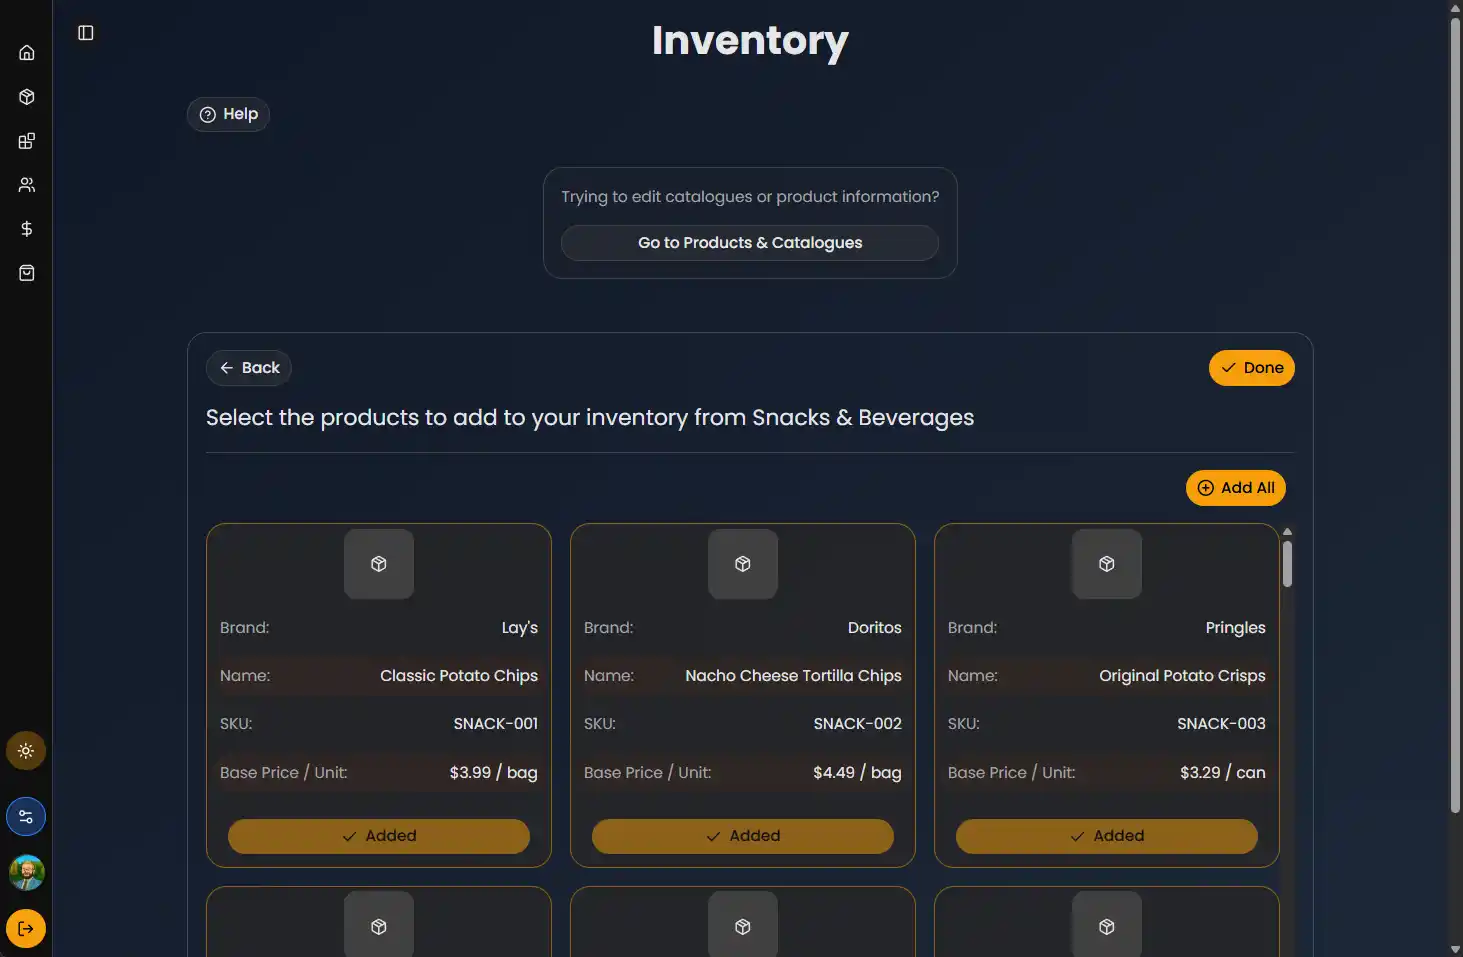 Inventory
Help
Trying to edit catalogues or product information?
Go to Products & Catalogues
Back
Done
Select the products to add to your inventory from Snacks & Beverages
Add All
Brand: Lay's
Name: Classic Potato Chips
SKU: SNACK-001
Base Price / Unit: $3.99 / bag
Added
Brand: Doritos
Name: Nacho Cheese Tortilla Chips
SKU: SNACK-002
Base Price / Unit: $4.49 / bag
Added
Brand: Pringles
Name: Original Potato Crisps
SKU: SNACK-003
Base Price / Unit: $3.29 / can
Added